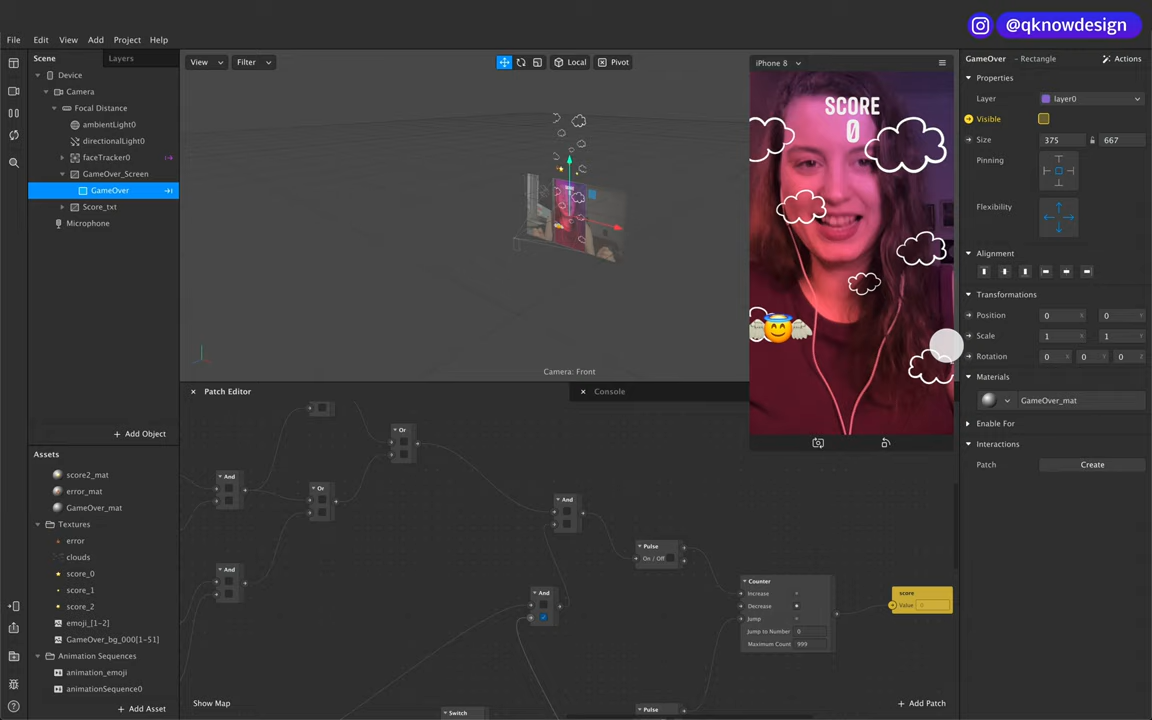 @qknowdesign
File Edit View Add Project Help
Scene Layers
Device
Camera
Focal Distance
ambientLight0
directionalLight0
faceTracker0
GameOver_Screen
GameOver
Score_txt
Microphone
Add Object
Assets
score2_mat
error_mat
GameOver_mat
Textures
error
clouds
score_0
score_1
score_2
emoji_[1-2]
GameOver_bg_000[1-51]
Animation Sequences
animation_emoji
animationSequence0
Add Asset
View Filter Local Pivot
Camera: Front
iPhone 8
SCORE
0
Patch Editor Console
And
Or
Or
And
And
And
Pulse
On / Off
Counter
Increase
Decrease
Jump
Jump to Number 0
Maximum Count 999
score
Value 0
Switch
Pulse
Show Map
Add Patch
GameOver - Rectangle Actions
Properties
Layer layer0
Visible
Size 375 667
Pinning
Flexibility
Alignment
Transformations
Position 0 X 0 Y
Scale 1 X 1 Y
Rotation 0 X 0 Y 0 Z
Materials
GameOver_mat
Enable For
Interactions
Patch Create